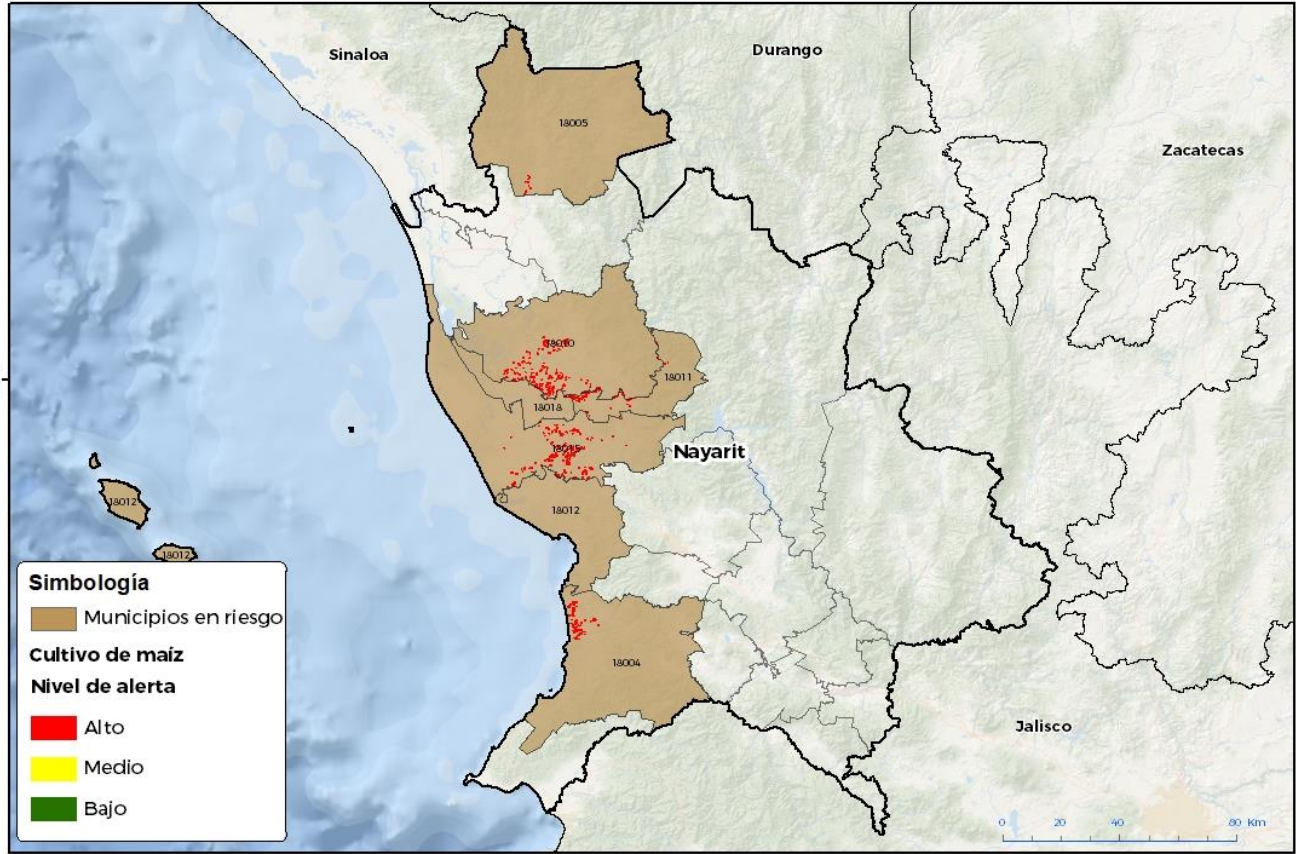 Sinaloa
Durango
18005
Zacatecas
18010
18011
18018
18015
Nayarit
18012
18012
18012
Simbología
Municipios en riesgo
Cultivo de maíz
Nivel de alerta
Alto
Medio
Bajo
18004
Jalisco
0 20 40 80 Km